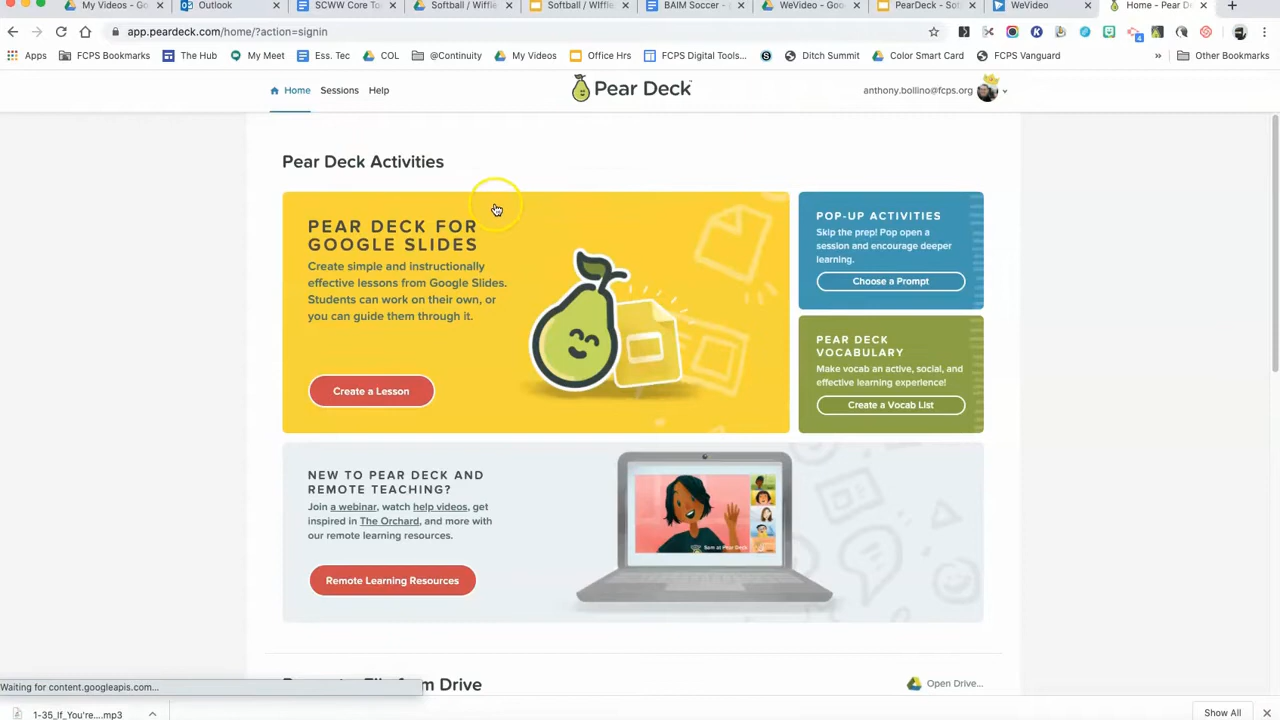 My Videos - Goo
Outlook
SCWW Core To
Softball / Wiffle
Softball / Wiffle
BAIM Soccer -
WeVideo - Goo
PearDeck - Sof
WeVideo
Home - Pear De
app.peardeck.com/home/?action=signin
Apps
FCPS Bookmarks
The Hub
My Meet
Ess. Tec
COL
@Continuity
My Videos
Office Hrs
FCPS Digital Tools...
Ditch Summit
Color Smart Card
FCPS Vanguard
»
Other Bookmarks
Home
Sessions
Help
Pear Deck
anthony.bollino@fcps.org
Pear Deck Activities
PEAR DECK FOR
GOOGLE SLIDES
Create simple and instructionally
effective lessons from Google Slides.
Students can work on their own, or
you can guide them through it.
Create a Lesson
POP-UP ACTIVITIES
Skip the prep! Pop open a
session and encourage deeper
learning.
Choose a Prompt
PEAR DECK
VOCABULARY
Make vocab an active, social, and
effective learning experience!
Create a Vocab List
NEW TO PEAR DECK AND
REMOTE TEACHING?
Join a webinar, watch help videos, get
inspired in The Orchard, and more with
our remote learning resources.
Remote Learning Resources
Sam at Pear Deck
from Drive
Open Drive...
Waiting for content.googleapis.com...
1-35_If_You're....mp3
Show All